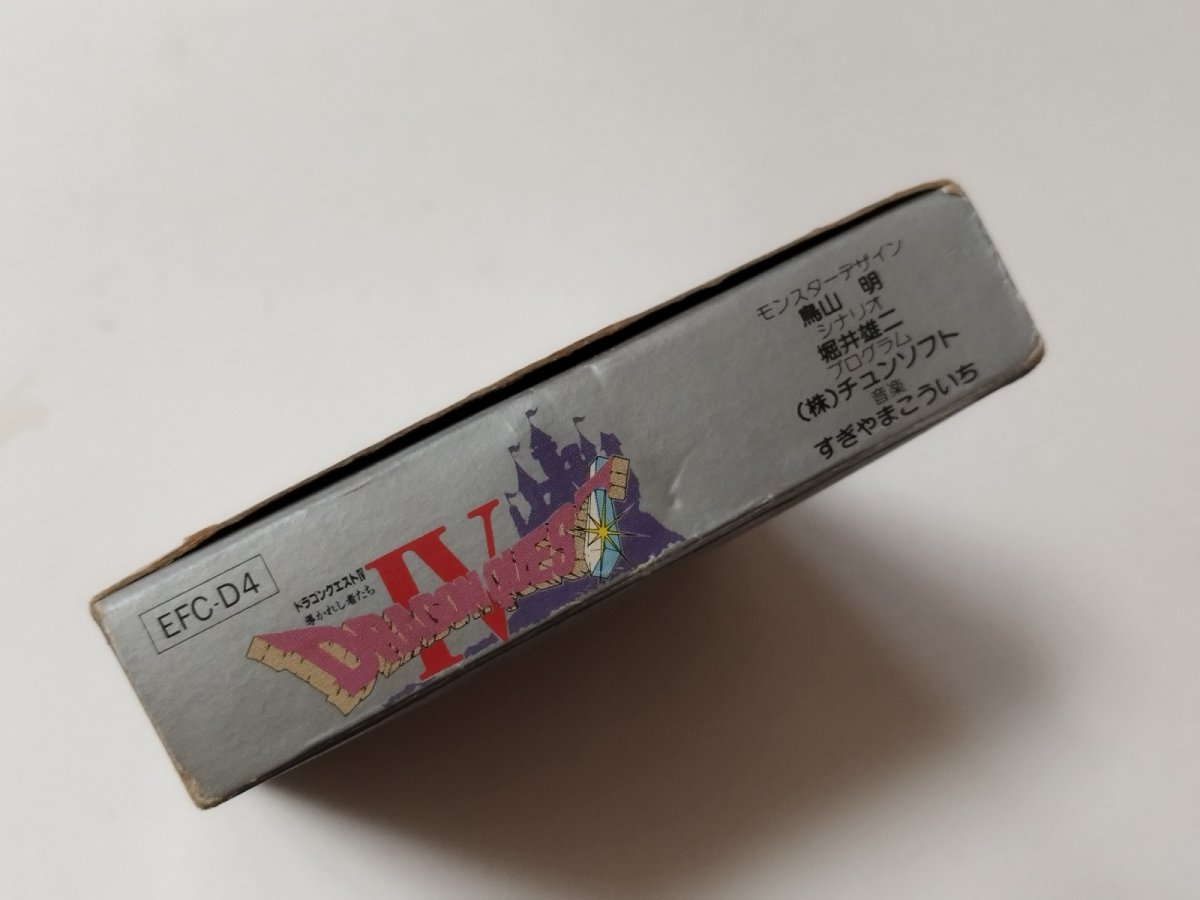 EFC-D4
ドラゴンクエストIV
導かれし者たち
IV
DRAGON QUEST
モンスターデザイン
鳥山 明
シナリオ
堀井雄二
プログラム
(株)チュンソフト
音楽
すぎやまこういち